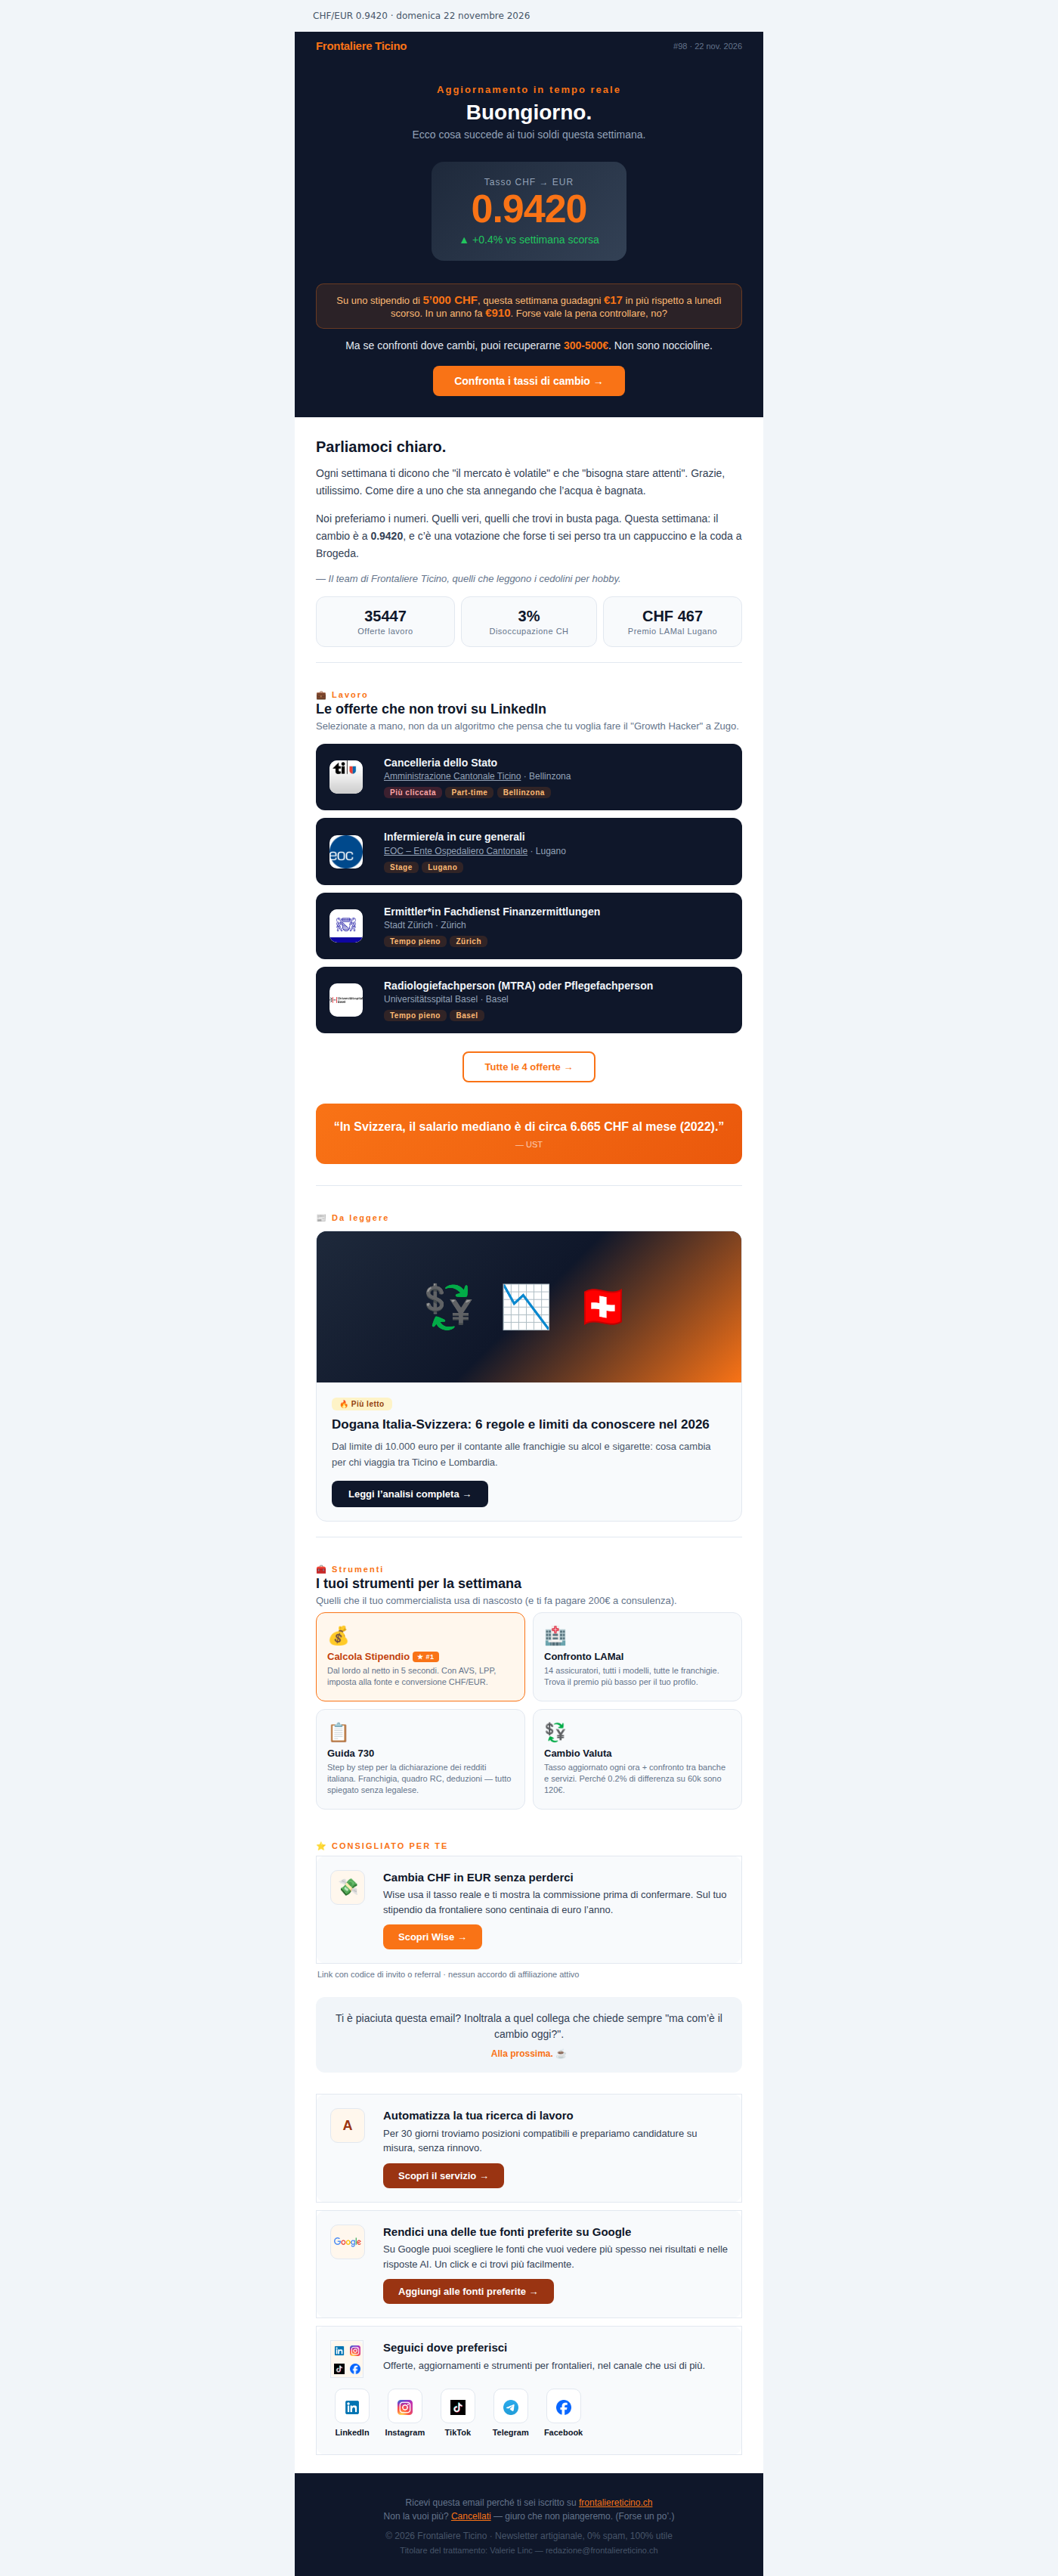 CHF/EUR 0.9420 · domenica 22 novembre 2026
Frontaliere Ticino
#98 · 22 nov. 2026
Aggiornamento in tempo reale
Buongiorno.
Ecco cosa succede ai tuoi soldi questa settimana.
Tasso CHF → EUR
0.9420
▲ +0.4% vs settimana scorsa
Su uno stipendio di 5’000 CHF, questa settimana guadagni €17 in più rispetto a lunedì
scorso. In un anno fa €910. Forse vale la pena controllare, no?
Ma se confronti dove cambi, puoi recuperarne 300-500€. Non sono noccioline.
Confronta i tassi di cambio →
Parliamoci chiaro.
Ogni settimana ti dicono che "il mercato è volatile" e che "bisogna stare attenti". Grazie,
utilissimo. Come dire a uno che sta annegando che l’acqua è bagnata.
Noi preferiamo i numeri. Quelli veri, quelli che trovi in busta paga. Questa settimana: il
cambio è a 0.9420, e c’è una votazione che forse ti sei perso tra un cappuccino e la coda a
Brogeda.
— Il team di Frontaliere Ticino, quelli che leggono i cedolini per hobby.
35447
Offerte lavoro
3%
Disoccupazione CH
CHF 467
Premio LAMal Lugano
💼 Lavoro
Le offerte che non trovi su LinkedIn
Selezionate a mano, non da un algoritmo che pensa che tu voglia fare il "Growth Hacker" a Zugo.
ti
Cancelleria dello Stato
Amministrazione Cantonale Ticino · Bellinzona
Più cliccata Part-time Bellinzona
EOC
Infermiere/a in cure generali
EOC – Ente Ospedaliero Cantonale · Lugano
Stage Lugano
Ermittler*in Fachdienst Finanzermittlungen
Stadt Zürich · Zürich
Tempo pieno Zürich
Radiologiefachperson (MTRA) oder Pflegefachperson
Universitätsspital Basel · Basel
Tempo pieno Basel
Tutte le 4 offerte →
“In Svizzera, il salario mediano è di circa 6.665 CHF al mese (2022).”
— UST
📰 Da leggere
🔥 Più letto
Dogana Italia-Svizzera: 6 regole e limiti da conoscere nel 2026
Dal limite di 10.000 euro per il contante alle franchigie su alcol e sigarette: cosa cambia
per chi viaggia tra Ticino e Lombardia.
Leggi l’analisi completa →
🧰 Strumenti
I tuoi strumenti per la settimana
Quelli che il tuo commercialista usa di nascosto (e ti fa pagare 200€ a consulenza).
Calcola Stipendio ★ #1
Dal lordo al netto in 5 secondi. Con AVS, LPP,
imposta alla fonte e conversione CHF/EUR.
Confronto LAMal
14 assicuratori, tutti i modelli, tutte le franchigie.
Trova il premio più basso per il tuo profilo.
Guida 730
Step by step per la dichiarazione dei redditi
italiana. Franchigia, quadro RC, deduzioni — tutto
spiegato senza legalese.
Cambio Valuta
Tasso aggiornato ogni ora + confronto tra banche
e servizi. Perché 0.2% di differenza su 60k sono
120€.
⭐ CONSIGLIATO PER TE
Cambia CHF in EUR senza perderci
Wise usa il tasso reale e ti mostra la commissione prima di confermare. Sul tuo
stipendio da frontaliere sono centinaia di euro l’anno.
Scopri Wise →
Link con codice di invito o referral · nessun accordo di affiliazione attivo
Ti è piaciuta questa email? Inoltrala a quel collega che chiede sempre "ma com’è il
cambio oggi?".
Alla prossima. ☕
A
Automatizza la tua ricerca di lavoro
Per 30 giorni troviamo posizioni compatibili e prepariamo candidature su
misura, senza rinnovo.
Scopri il servizio →
Google
Rendici una delle tue fonti preferite su Google
Su Google puoi scegliere le fonti che vuoi vedere più spesso nei risultati e nelle
risposte AI. Un click e ci trovi più facilmente.
Aggiungi alle fonti preferite →
Seguici dove preferisci
Offerte, aggiornamenti e strumenti per frontalieri, nel canale che usi di più.
LinkedIn
Instagram
TikTok
Telegram
Facebook
Ricevi questa email perché ti sei iscritto su frontaliereticino.ch
Non la vuoi più? Cancellati — giuro che non piangeremo. (Forse un po’.)
© 2026 Frontaliere Ticino · Newsletter artigianale, 0% spam, 100% utile
Titolare del trattamento: Valerie Linc — redazione@frontaliereticino.ch